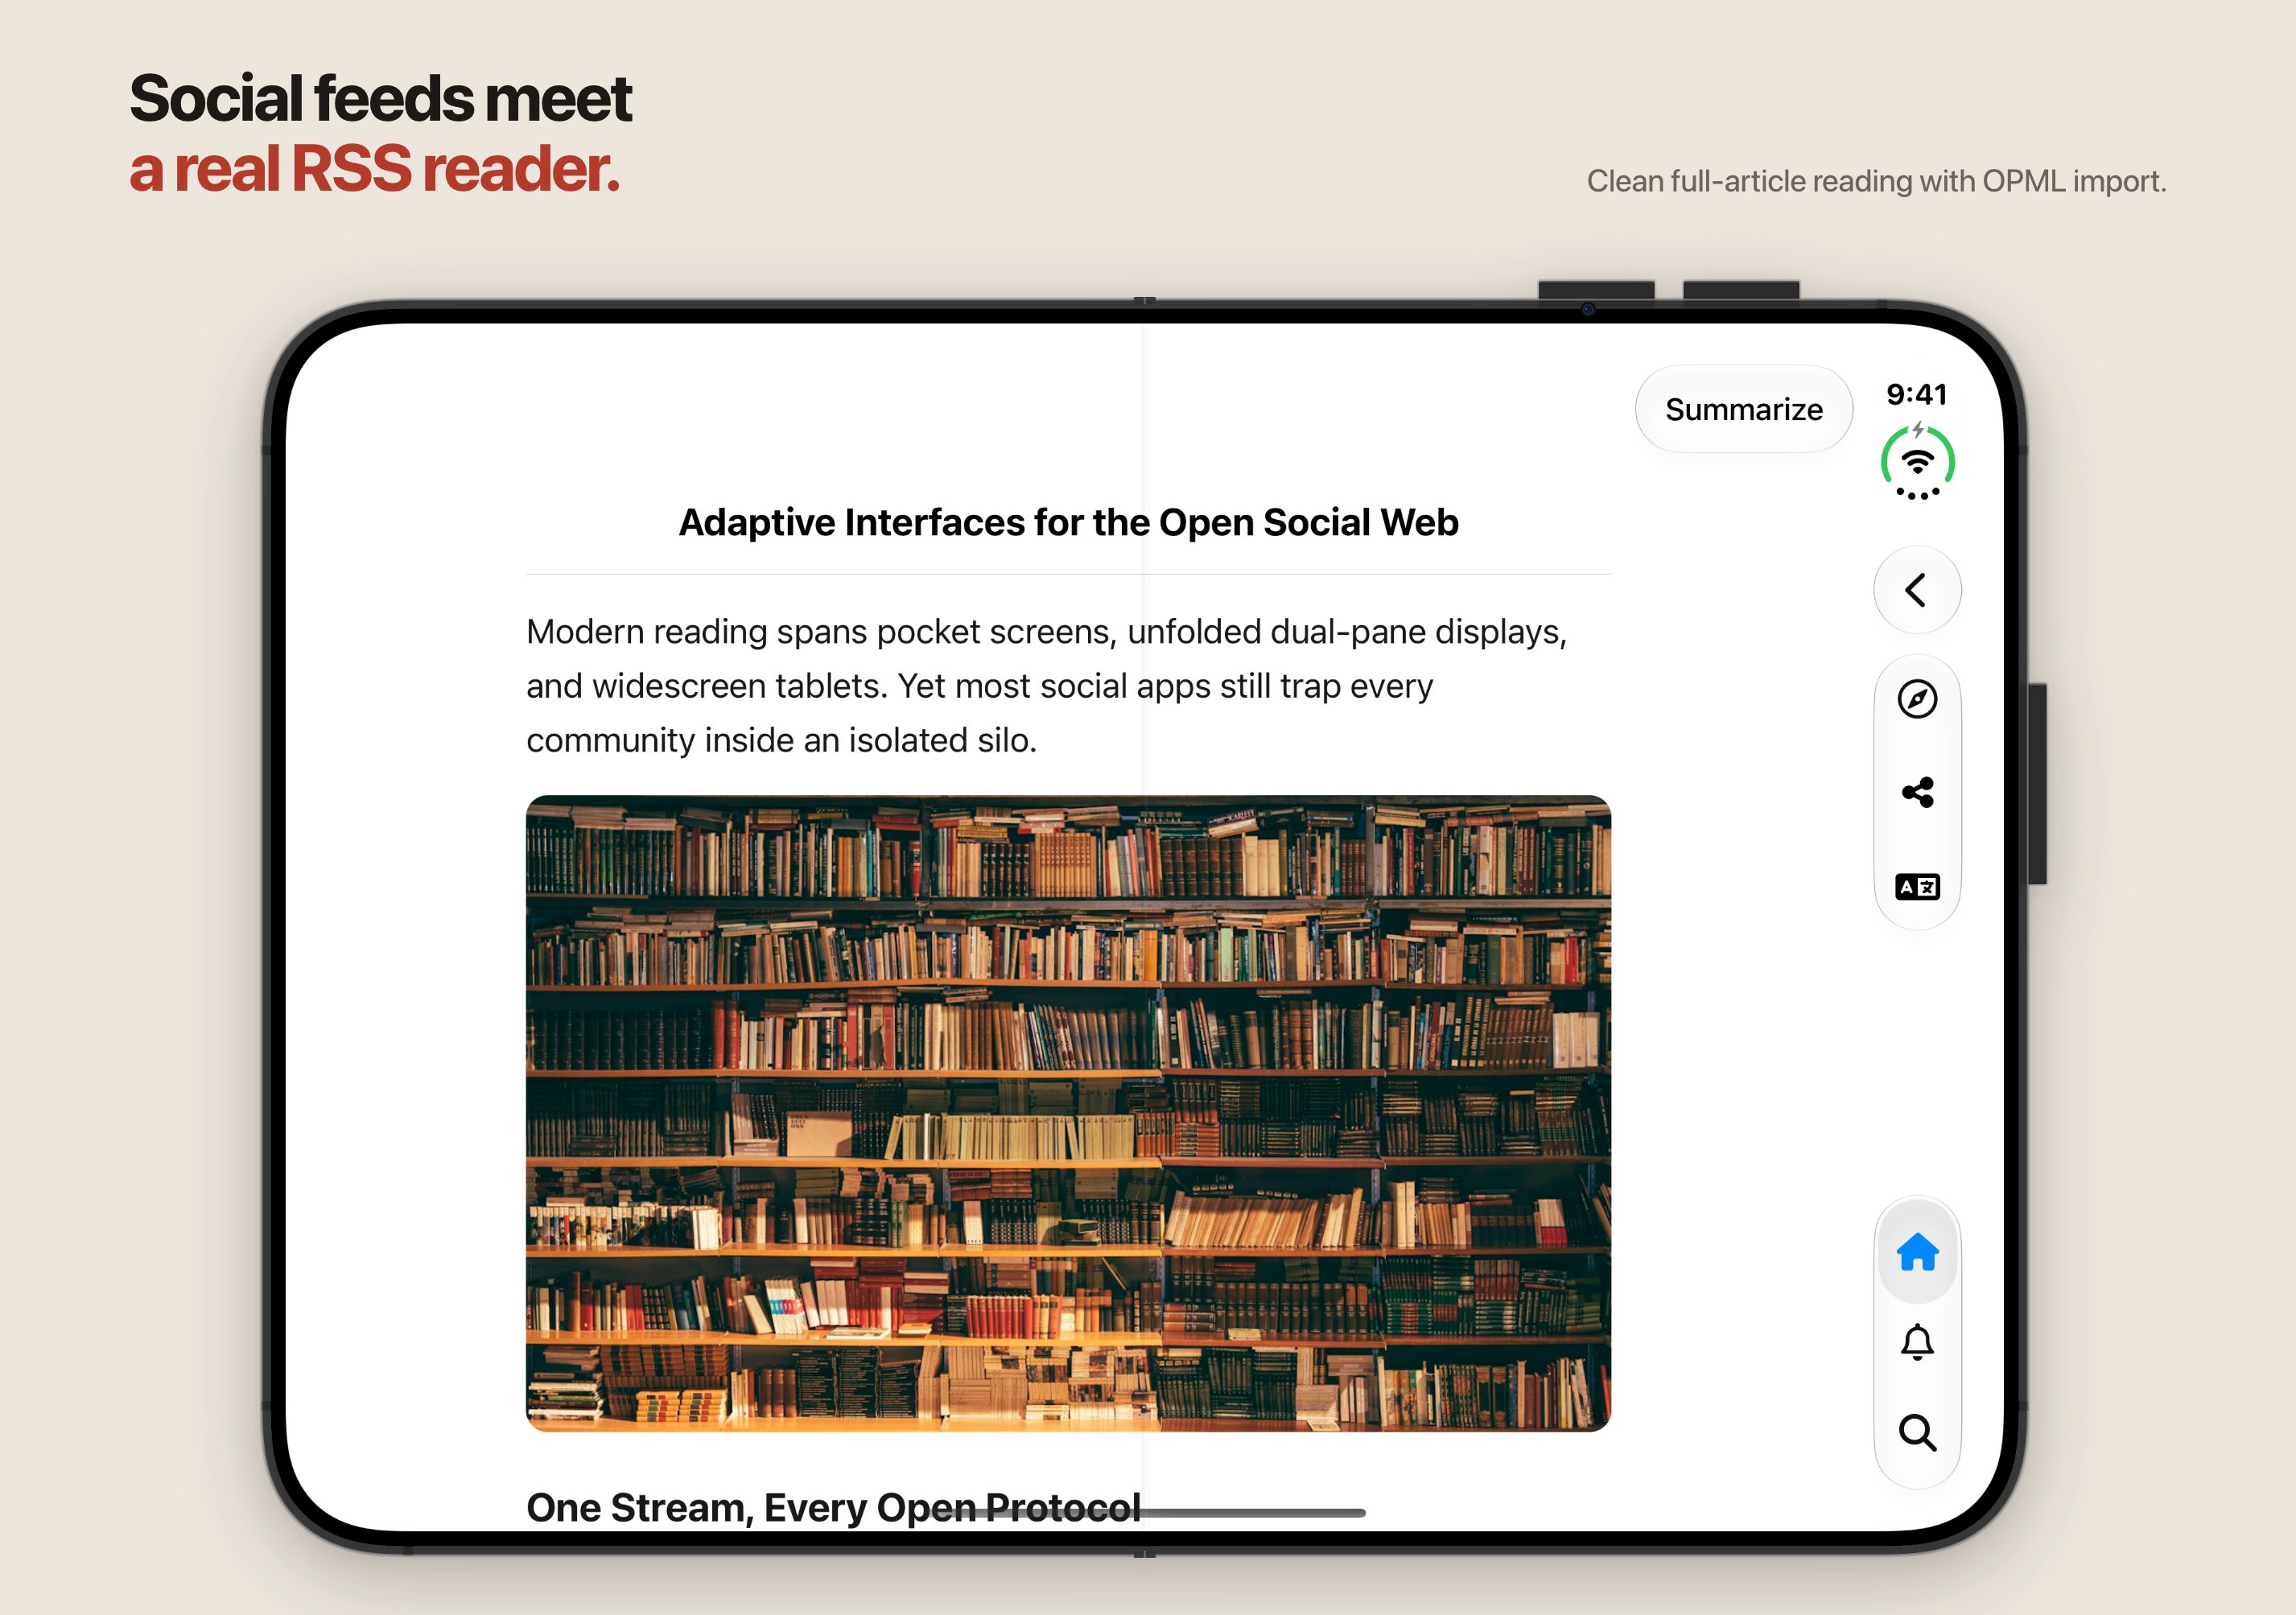 Social feeds meet
a real RSS reader.
Clean full-article reading with OPML import.
Summarize
9:41
Adaptive Interfaces for the Open Social Web
Modern reading spans pocket screens, unfolded dual-pane displays,
and widescreen tablets. Yet most social apps still trap every
community inside an isolated silo.
A 文
One Stream, Every Open Protocol